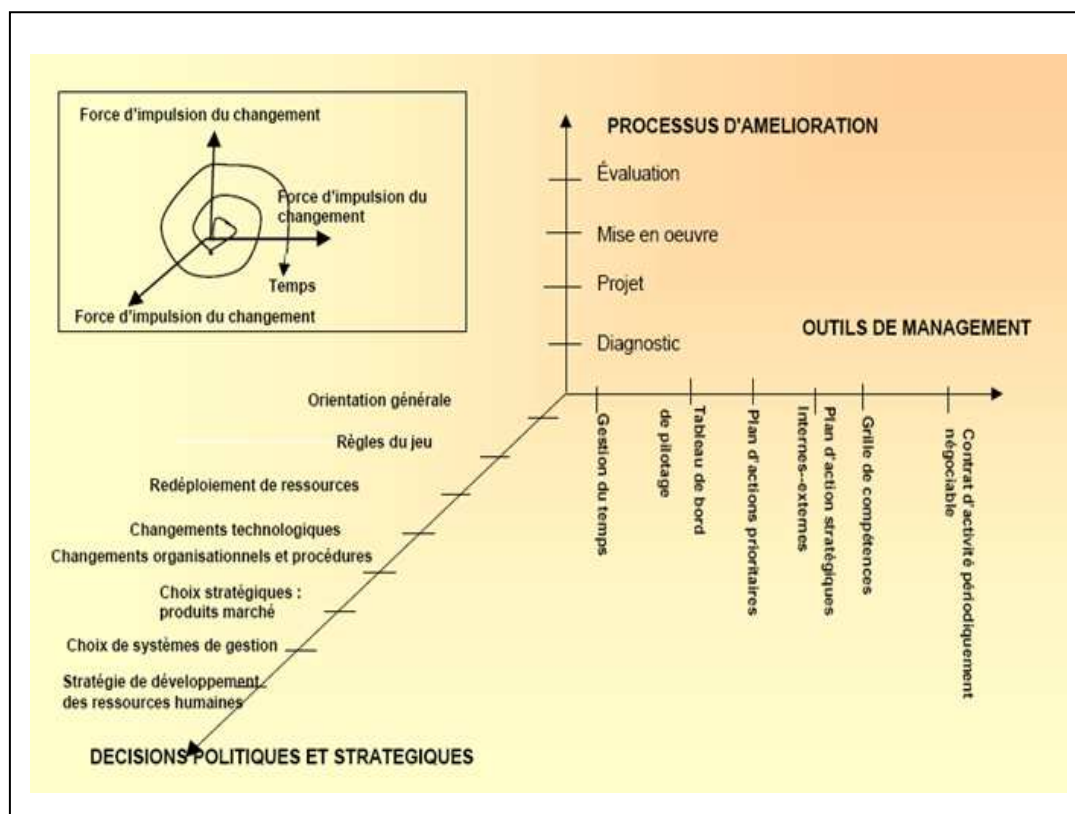 Force d'impulsion du changement
Force d'impulsion du
changement
Temps
Force d'impulsion du changement
PROCESSUS D'AMELIORATION
Évaluation
Mise en oeuvre
Projet
Diagnostic
OUTILS DE MANAGEMENT
Gestion du temps
Tableau de bord
de pilotage
Plan d'actions prioritaires
Plan d'action stratégiques
Internes--externes
Grille de compétences
Contrat d'activité périodiquement
négociable
Orientation générale
Règles du jeu
Redéploiement de ressources
Changements technologiques
Changements organisationnels et procédures
Choix stratégiques :
produits marché
Choix de systèmes de gestion
Stratégie de développement
des ressources humaines
DECISIONS POLITIQUES ET STRATEGIQUES